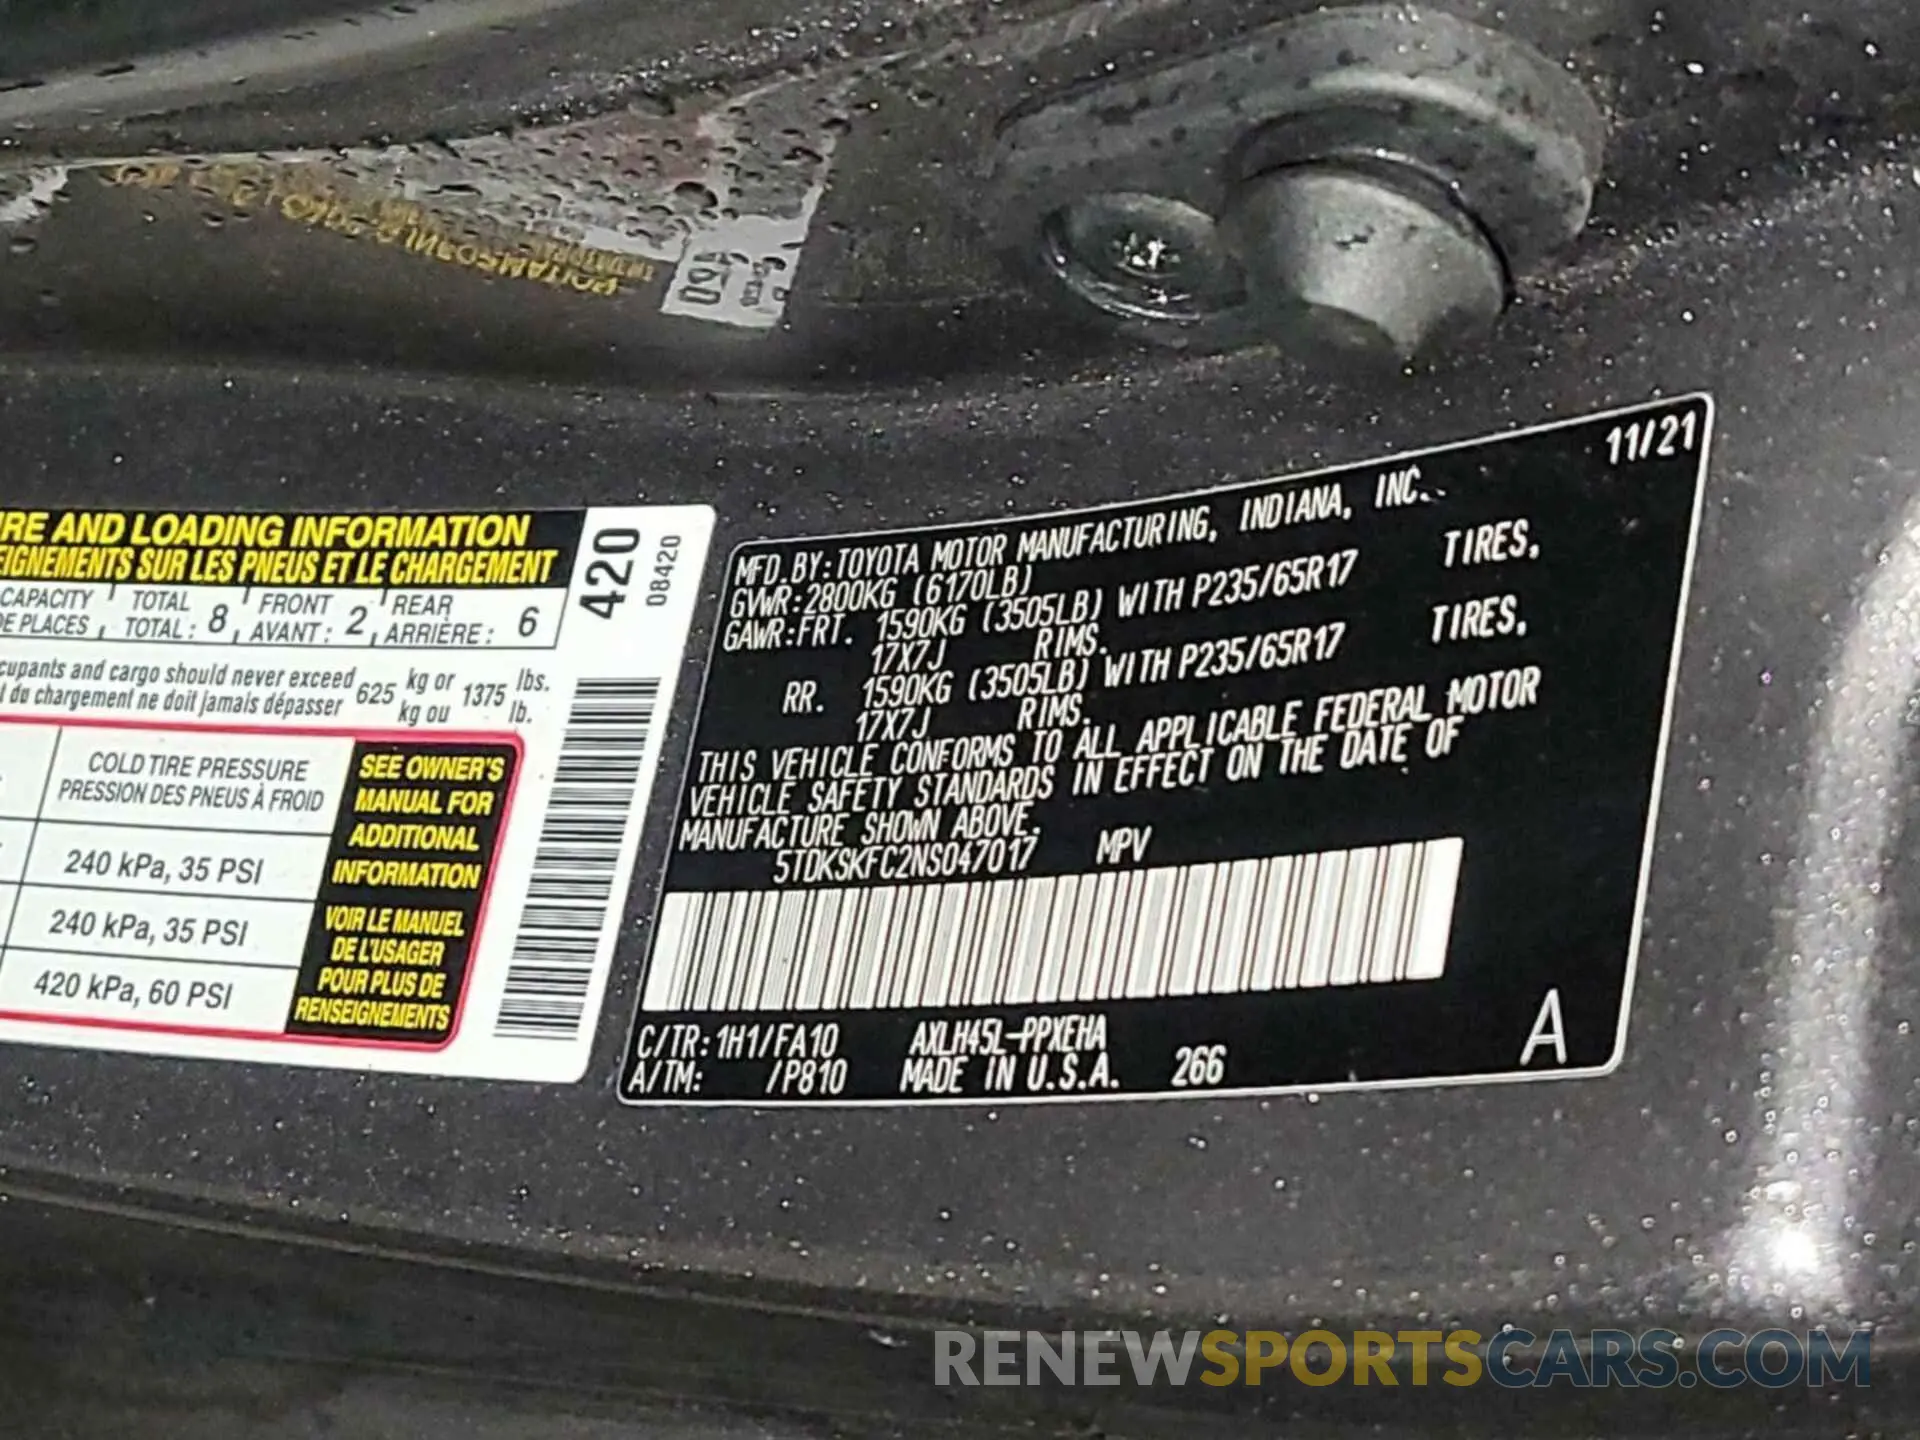 IRE AND LOADING INFORMATION
EIGNEMENTS SUR LES PNEUS ET LE CHARGEMENT
CAPACITY TOTAL 8 FRONT 2 REAR 6
DE PLACES TOTAL : AVANT : ARRIÈRE :
cupants and cargo should never exceed 625 kg or 1375 lbs.
l du chargement ne doit jamais dépasser kg ou lb.
COLD TIRE PRESSURE
PRESSION DES PNEUS À FROID
240 kPa, 35 PSI
240 kPa, 35 PSI
420 kPa, 60 PSI
SEE OWNER'S
MANUAL FOR
ADDITIONAL
INFORMATION
VOIR LE MANUEL
DE L'USAGER
POUR PLUS DE
RENSEIGNEMENTS
420
08420
11/21
MFD. BY: TOYOTA MOTOR MANUFACTURING, INDIANA, INC.
GVWR: 2800KG (6170LB)
GAWR: FRT. 1590KG (3505LB) WITH P235/65R17 TIRES,
17X7J RIMS.
RR. 1590KG (3505LB) WITH P235/65R17 TIRES,
17X7J RIMS.
THIS VEHICLE CONFORMS TO ALL APPLICABLE FEDERAL MOTOR
VEHICLE SAFETY STANDARDS IN EFFECT ON THE DATE OF
MANUFACTURE SHOWN ABOVE.
5TDKSKFC2NS047017 MPV
C/TR: 1H1/FA10 AXLH45L-PPXEHA
A/TM: /P810 MADE IN U.S.A. 266
A
RENEWSPORTSCARS.COM